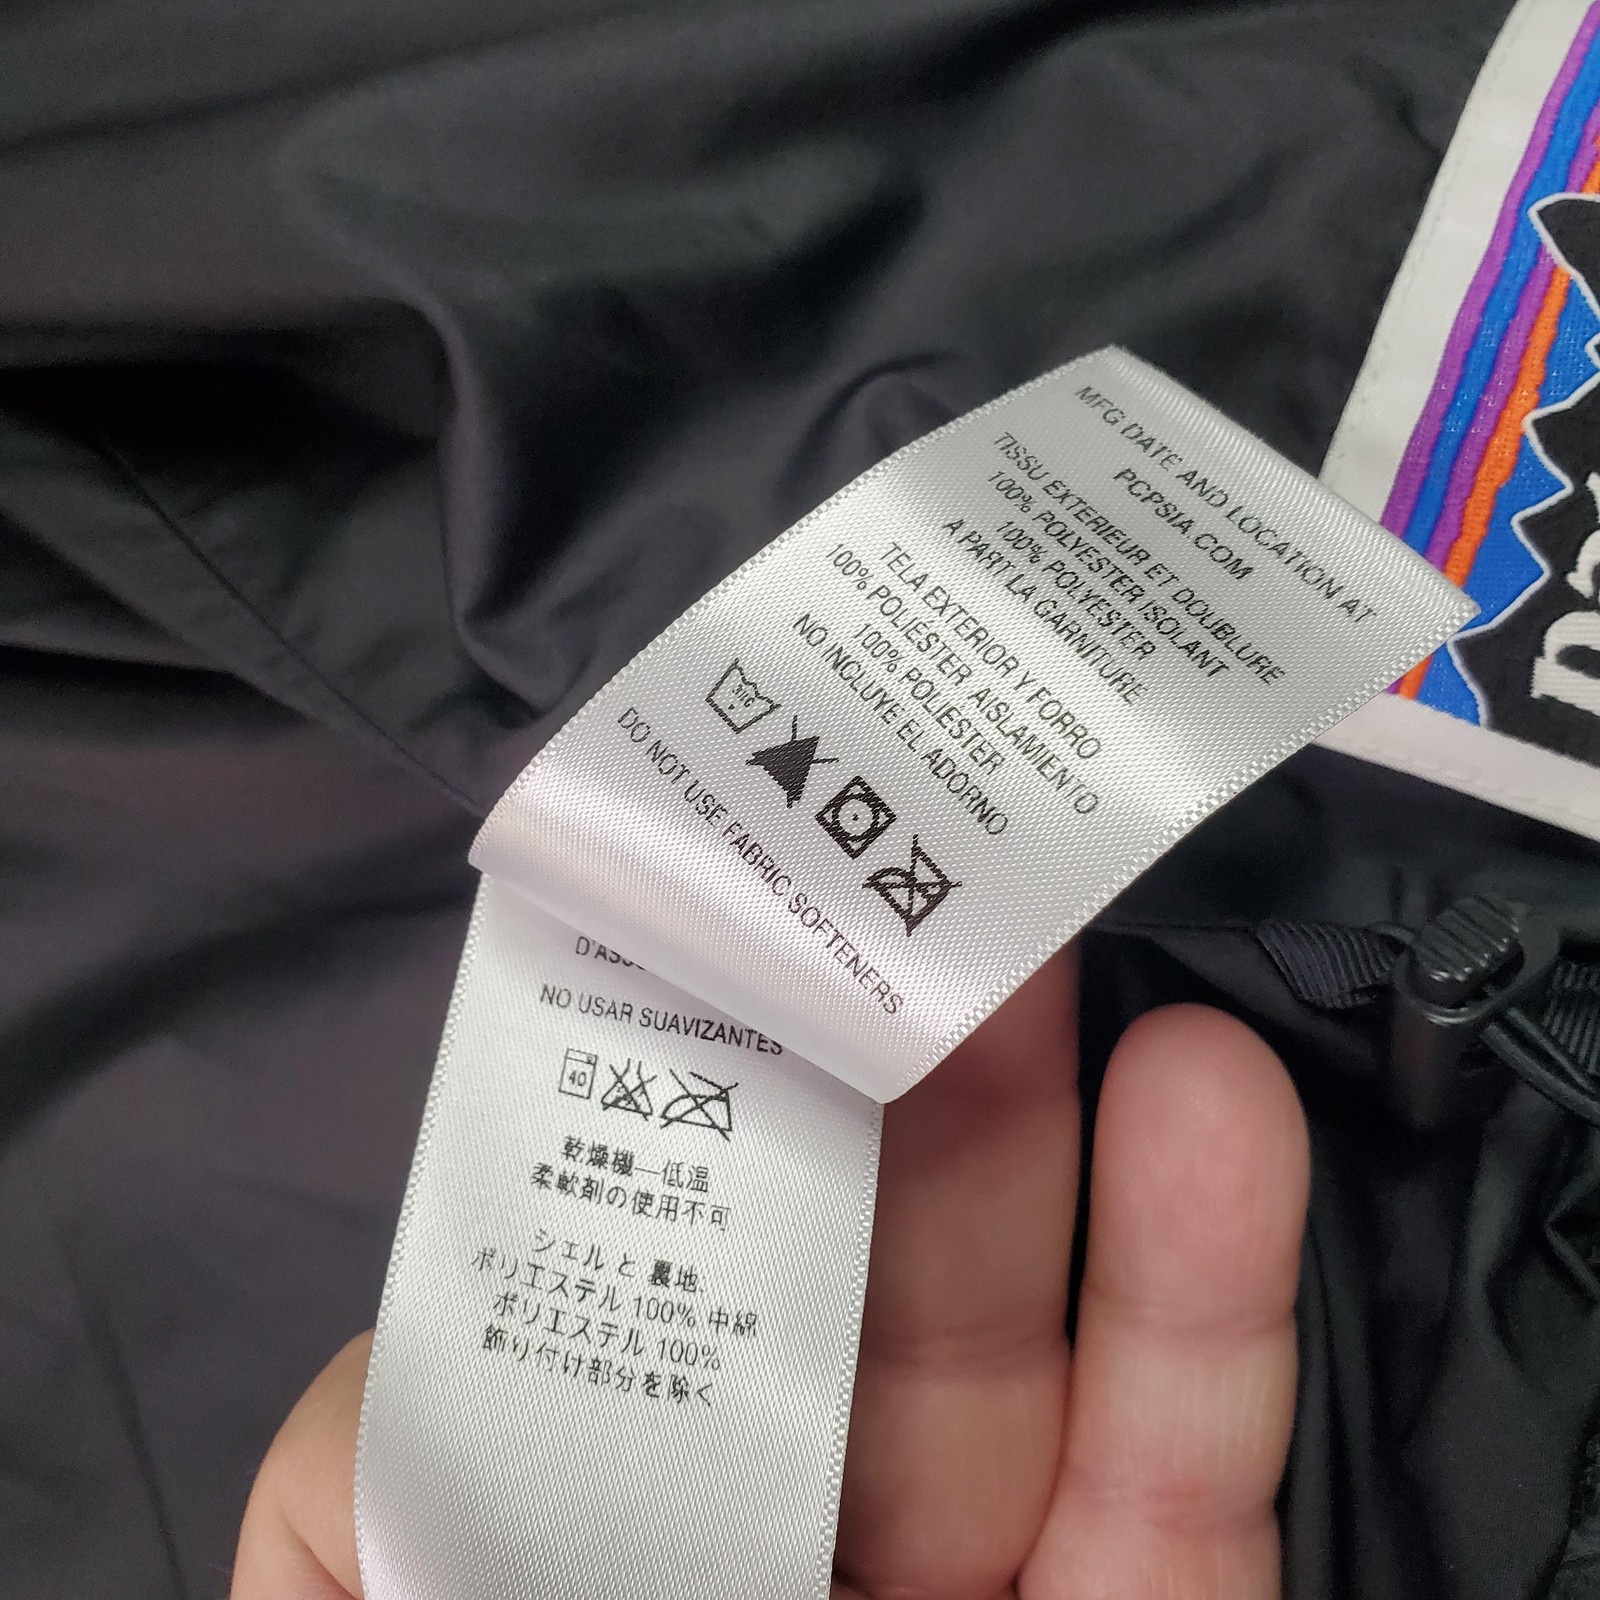 MFG DATE AND LOCATION AT
PCPSIA.COM
TISSU EXTERIEUR ET DOUBLURE
100% POLYESTER ISOLANT
100% POLYESTER
A PART LA GARNITURE
TELA EXTERIOR Y FORRO
100% POLIÉSTER AISLAMIENTO
100% POLIÉSTER
NO INCLUYE EL ADORNO
DO NOT USE FABRIC SOFTENERS
NO USAR SUAVIZANTES
40
乾燥機—低温
柔軟剤の使用不可
シェル と 裏地、
ポリエステル 100% 中綿
ポリエステル 100%
飾り付け部分を除く